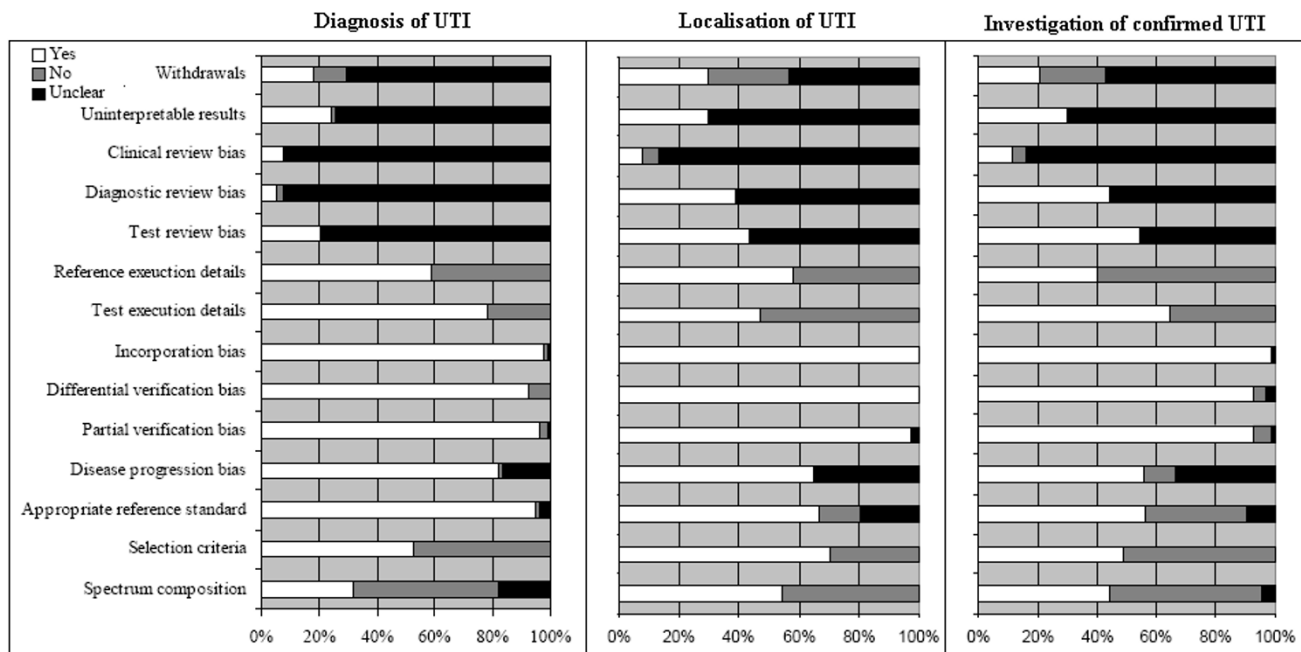 Diagnosis of UTI
Localisation of UTI
Investigation of confirmed UTI
Yes
No
Unclear
Withdrawals
Uninterpretable results
Clinical review bias
Diagnostic review bias
Test review bias
Reference exeuction details
Test execution details
Incorporation bias
Differential verification bias
Partial verification bias
Disease progression bias
Appropriate reference standard
Selection criteria
Spectrum composition
0% 20% 40% 60% 80% 100%
0% 20% 40% 60% 80% 100%
0% 20% 40% 60% 80% 100%